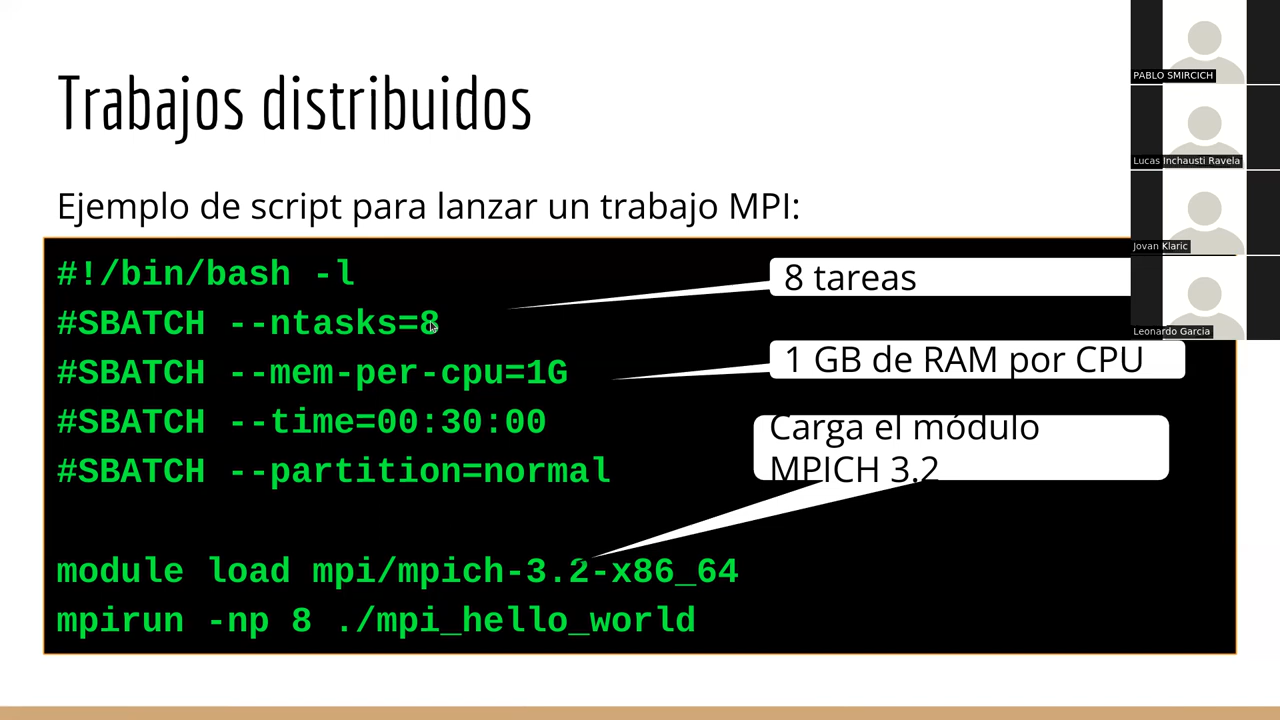 Trabajos distribuidos
Ejemplo de script para lanzar un trabajo MPI:
#!/bin/bash -l
#SBATCH --ntasks=8
#SBATCH --mem-per-cpu=1G
#SBATCH --time=00:30:00
#SBATCH --partition=normal
module load mpi/mpich-3.2-x86_64
mpirun -np 8 ./mpi_hello_world
8 tareas
1 GB de RAM por CPU
Carga el módulo
MPICH 3.2
PABLO SMIRCICH
Lucas Inchausti Ravela
Jovan Klaric
Leonardo Garcia